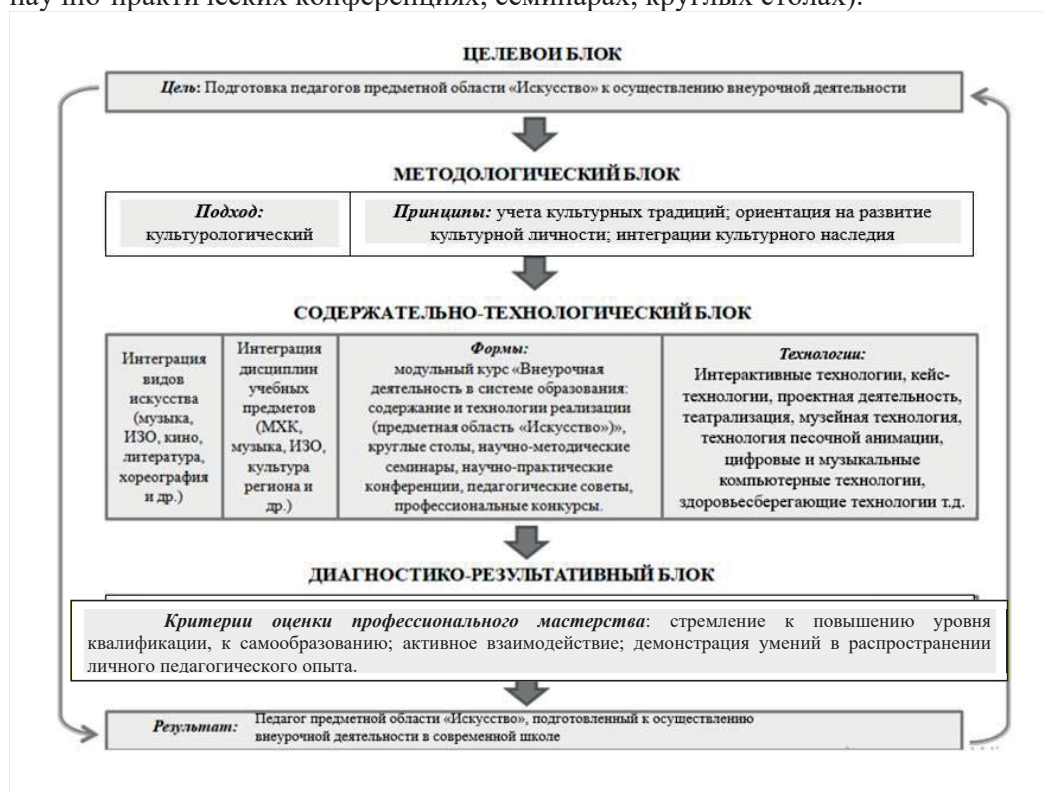 научно-практических конференциях, семинарах, круглых столах).
ЦЕЛЕВОЙ БЛОК
Цель: Подготовка педагогов предметной области «Искусство» к осуществлению внеурочной деятельности
МЕТОДОЛОГИЧЕСКИЙ БЛОК
Подход:
культурологический
Принципы: учета культурных традиций; ориентация на развитие
культурной личности; интеграции культурного наследия
СОДЕРЖАТЕЛЬНО-ТЕХНОЛОГИЧЕСКИЙ БЛОК
Интеграция
видов
искусства
(музыка,
ИЗО, кино,
литература,
хореография
и др.)
Интеграция
дисциплин
учебных
предметов
(МХК,
музыка, ИЗО,
культура
региона и
др.)
Формы:
модульный курс «Внеурочная
деятельность в системе образования:
содержание и технологии реализации
(предметная область «Искусство»)»,
круглые столы, научно-методические
семинары, научно-практические
конференции, педагогические советы,
профессиональные конкурсы.
Технологии:
Интерактивные технологии, кейс-
технологии, проектная деятельность,
театрализация, музейная технология,
технология песочной анимации,
цифровые и музыкальные
компьютерные технологии,
здоровьесберегающие технологии т.д.
ДИАГНОСТИКО-РЕЗУЛЬТАТИВНЫЙ БЛОК
Критерии оценки профессионального мастерства: стремление к повышению уровня
квалификации, к самообразованию; активное взаимодействие; демонстрация умений в распространении
личного педагогического опыта.
Результат: Педагог предметной области «Искусство», подготовленный к осуществлению
внеурочной деятельности в современной школе